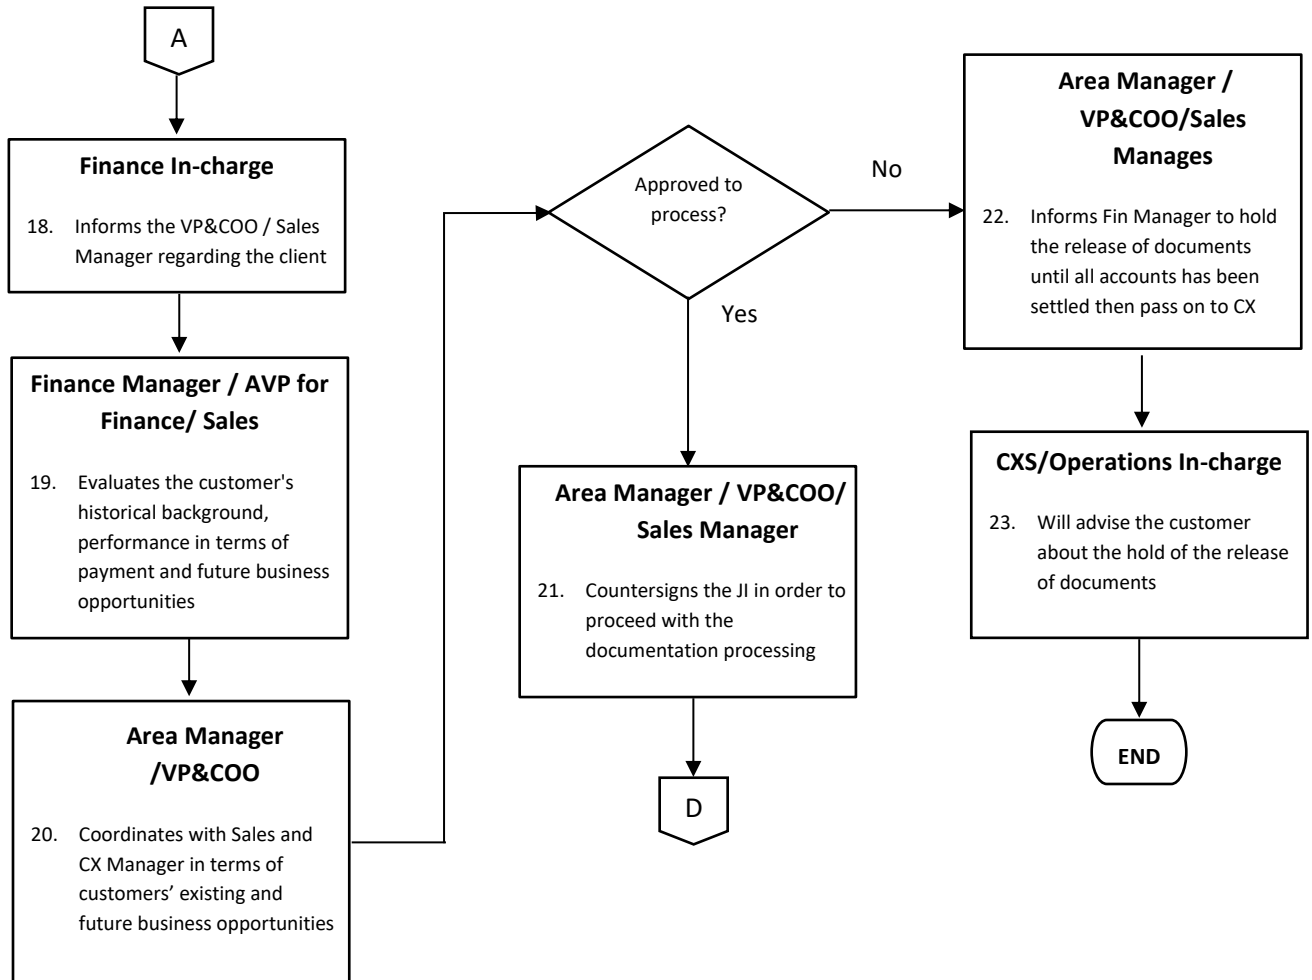 A
Finance In-charge
18. Informs the VP&COO / Sales
Manager regarding the client
Finance Manager / AVP for
Finance/ Sales
19. Evaluates the customer's
historical background,
performance in terms of
payment and future business
opportunities
Area Manager
/VP&COO
20. Coordinates with Sales and
CX Manager in terms of
customers’ existing and
future business opportunities
Approved to
process?
No
Yes
Area Manager / VP&COO/
Sales Manager
21. Countersigns the JI in order to
proceed with the
documentation processing
D
Area Manager /
VP&COO/Sales
Manages
22. Informs Fin Manager to hold
the release of documents
until all accounts has been
settled then pass on to CX
CXS/Operations In-charge
23. Will advise the customer
about the hold of the release
of documents
END